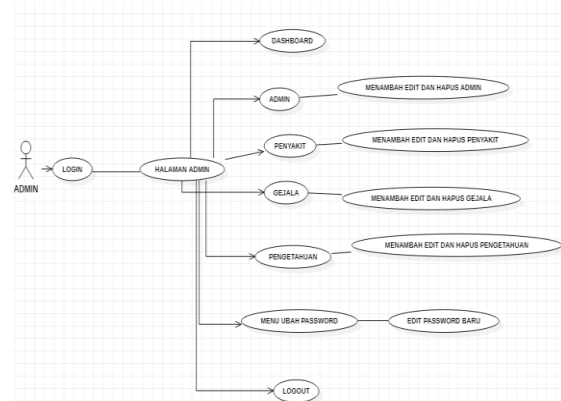 DASHBOARD
ADMIN
MENAMBAH EDIT DAN HAPUS ADMIN
PENYAKIT
MENAMBAH EDIT DAN HAPUS PENYAKIT
ADMIN
LOGIN
HALAMAN ADMIN
GEJALA
MENAMBAH EDIT DAN HAPUS GEJALA
PENGETAHUAN
MENAMBAH EDIT DAN HAPUS PENGETAHUAN
MENU UBAH PASSWORD
EDIT PASSWORD BARU
LOGOUT